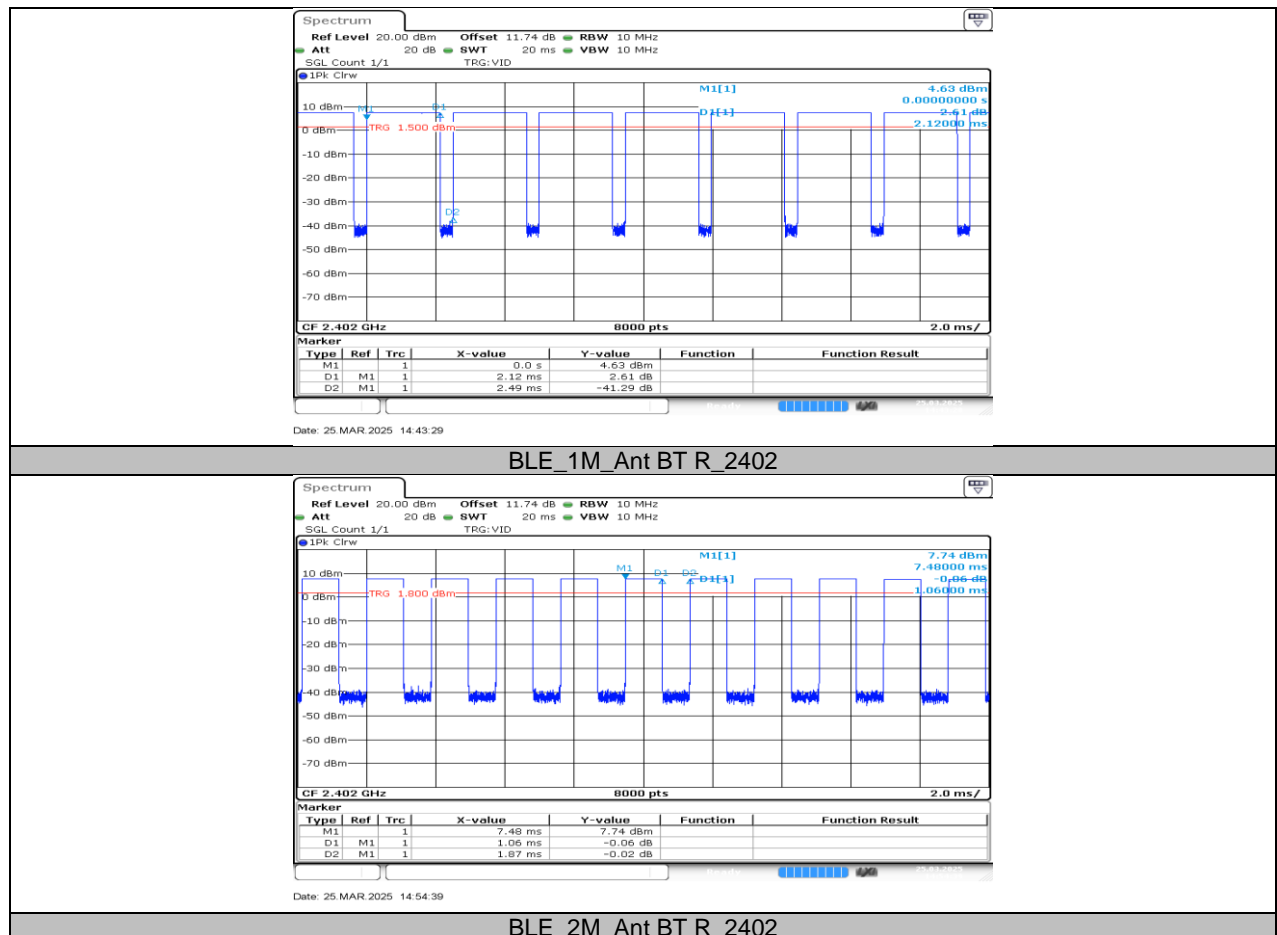 Spectrum
Ref Level 20.00 dBm Offset 11.74 dB RBW 10 MHz
Att 20 dB SWT 20 ms VBW 10 MHz
SGL Count 1/1 TRG:VID
1Pk Clrw
M1[1] 4.63 dBm
0.00000000 s
10 dBm M1 D1 D1[1] 2.61 dB
0 dBm TRG 1.500 dBm 2.12000 ms
-10 dBm
-20 dBm
-30 dBm
D2
-40 dBm
-50 dBm
-60 dBm
-70 dBm
CF 2.402 GHz 8000 pts 2.0 ms/
Marker
Type Ref Trc X-value Y-value Function Function Result
M1 1 0.0 s 4.63 dBm
D1 M1 1 2.12 ms 2.61 dB
D2 M1 1 2.49 ms -41.29 dB
Date: 25.MAR.2025 14:43:29
BLE_1M_Ant BT R_2402
Spectrum
Ref Level 20.00 dBm Offset 11.74 dB RBW 10 MHz
Att 20 dB SWT 20 ms VBW 10 MHz
SGL Count 1/1 TRG:VID
1Pk Clrw
M1[1] 7.74 dBm
M1 7.48000 ms
10 dBm D1 D2 D1[1] -0.06 dB
0 dBm TRG 1.800 dBm 1.06000 ms
-10 dBm
-20 dBm
-30 dBm
-40 dBm
-50 dBm
-60 dBm
-70 dBm
CF 2.402 GHz 8000 pts 2.0 ms/
Marker
Type Ref Trc X-value Y-value Function Function Result
M1 1 7.48 ms 7.74 dBm
D1 M1 1 1.06 ms -0.06 dB
D2 M1 1 1.87 ms -0.02 dB
Date: 25.MAR.2025 14:54:39
BLE_2M_Ant BT R_2402